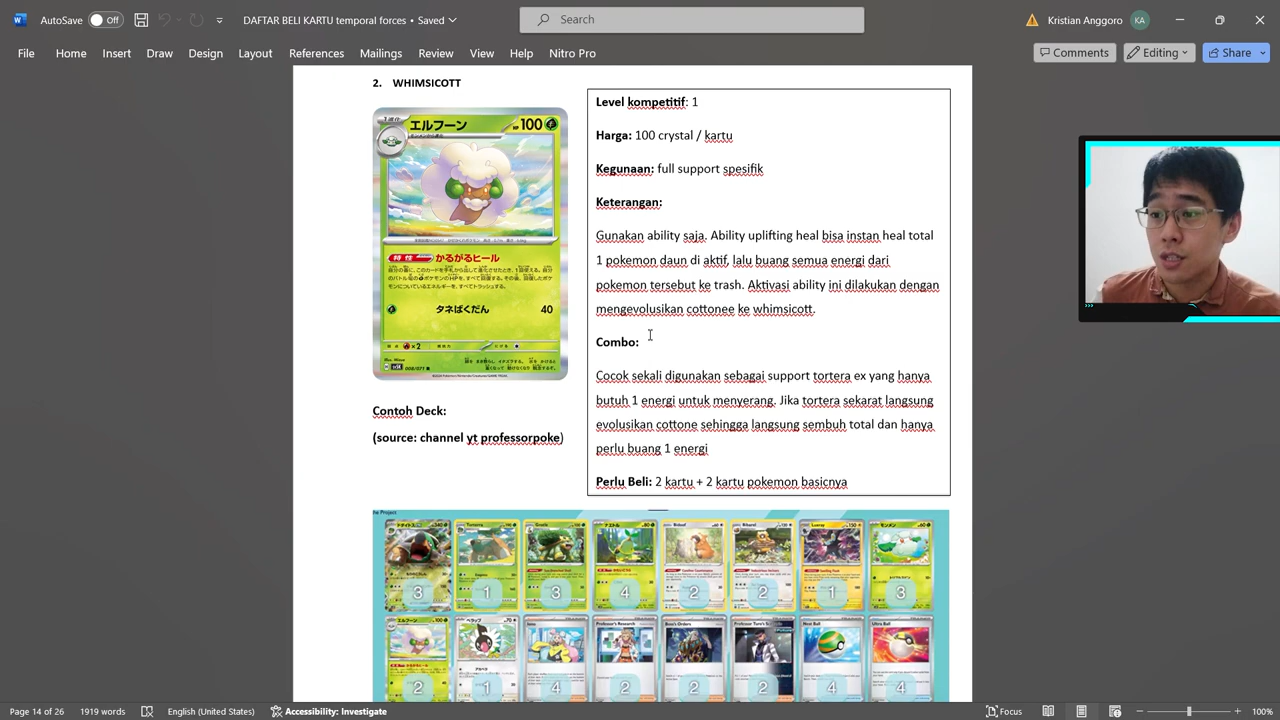 AutoSave Off DAFTAR BELI KARTU temporal forces • Saved
Search
Kristian Anggoro KA
File Home Insert Draw Design Layout References Mailings Review View Help Nitro Pro
Comments Editing Share
2. WHIMSICOTT
1進化 エルフーン HP100
特性 かるがるヒール
タネばくだん 40
Contoh Deck:
(source: channel yt professorpoke)
Level kompetitif: 1
Harga: 100 crystal / kartu
Kegunaan: full support spesifik
Keterangan:
Gunakan ability saja. Ability uplifting heal bisa instan heal total
1 pokemon daun di aktif, lalu buang semua energi dari
pokemon tersebut ke trash. Aktivasi ability ini dilakukan dengan
mengevolusikan cottonee ke whimsicott.
Combo:
Cocok sekali digunakan sebagai support tortera ex yang hanya
butuh 1 energi untuk menyerang. Jika tortera sekarat langsung
evolusikan cottone sehingga langsung sembuh total dan hanya
perlu buang 1 energi
Perlu Beli: 2 kartu + 2 kartu pokemon basicnya
he Project
3 1 3 4 2 2 1 3
2 1 4 2 2 2 4 4
Page 14 of 26 1919 words English (United States) Accessibility: Investigate
Focus 100%